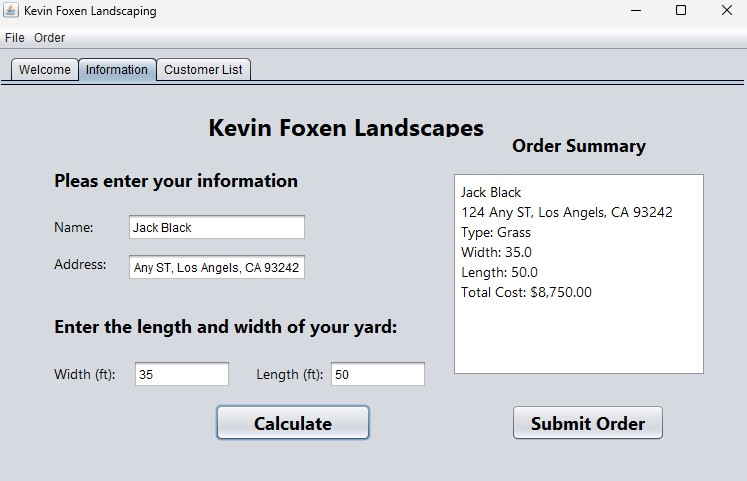 Kevin Foxen Landscaping
File Order
Welcome Information Customer List
Kevin Foxen Landscapes
Order Summary
Pleas enter your information
Name: Jack Black
Address: Any ST, Los Angels, CA 93242
Jack Black
124 Any ST, Los Angels, CA 93242
Type: Grass
Width: 35.0
Length: 50.0
Total Cost: $8,750.00
Enter the length and width of your yard:
Width (ft): 35 Length (ft): 50
Calculate
Submit Order